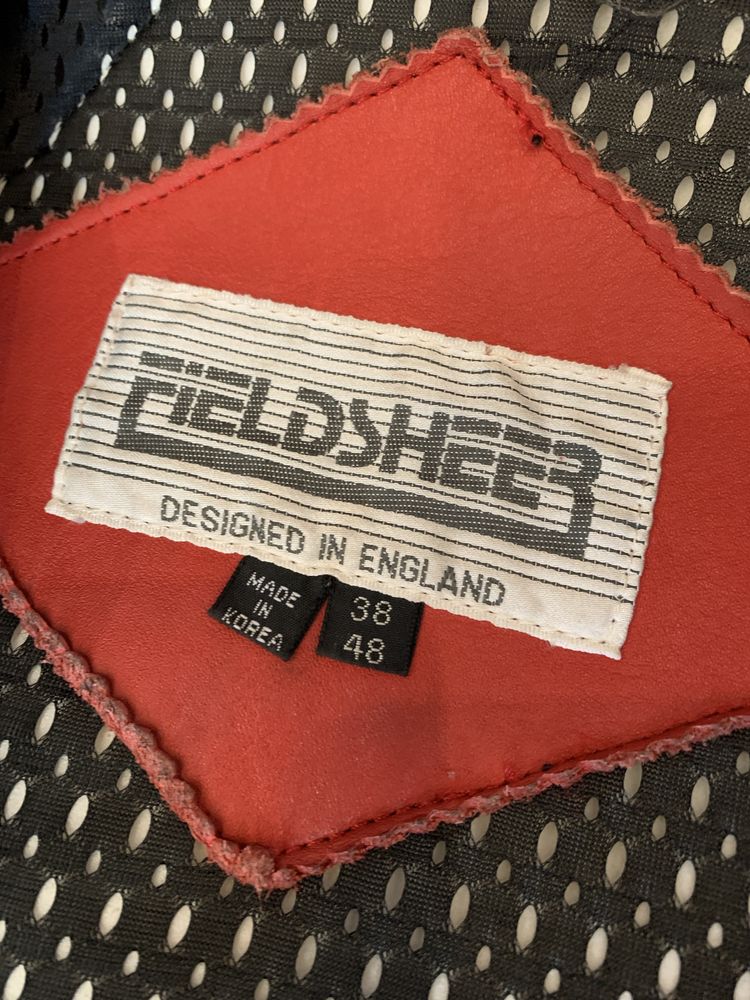 FiELDSHEER
DESIGNED IN ENGLAND
MADE
IN
KOREA
38
48